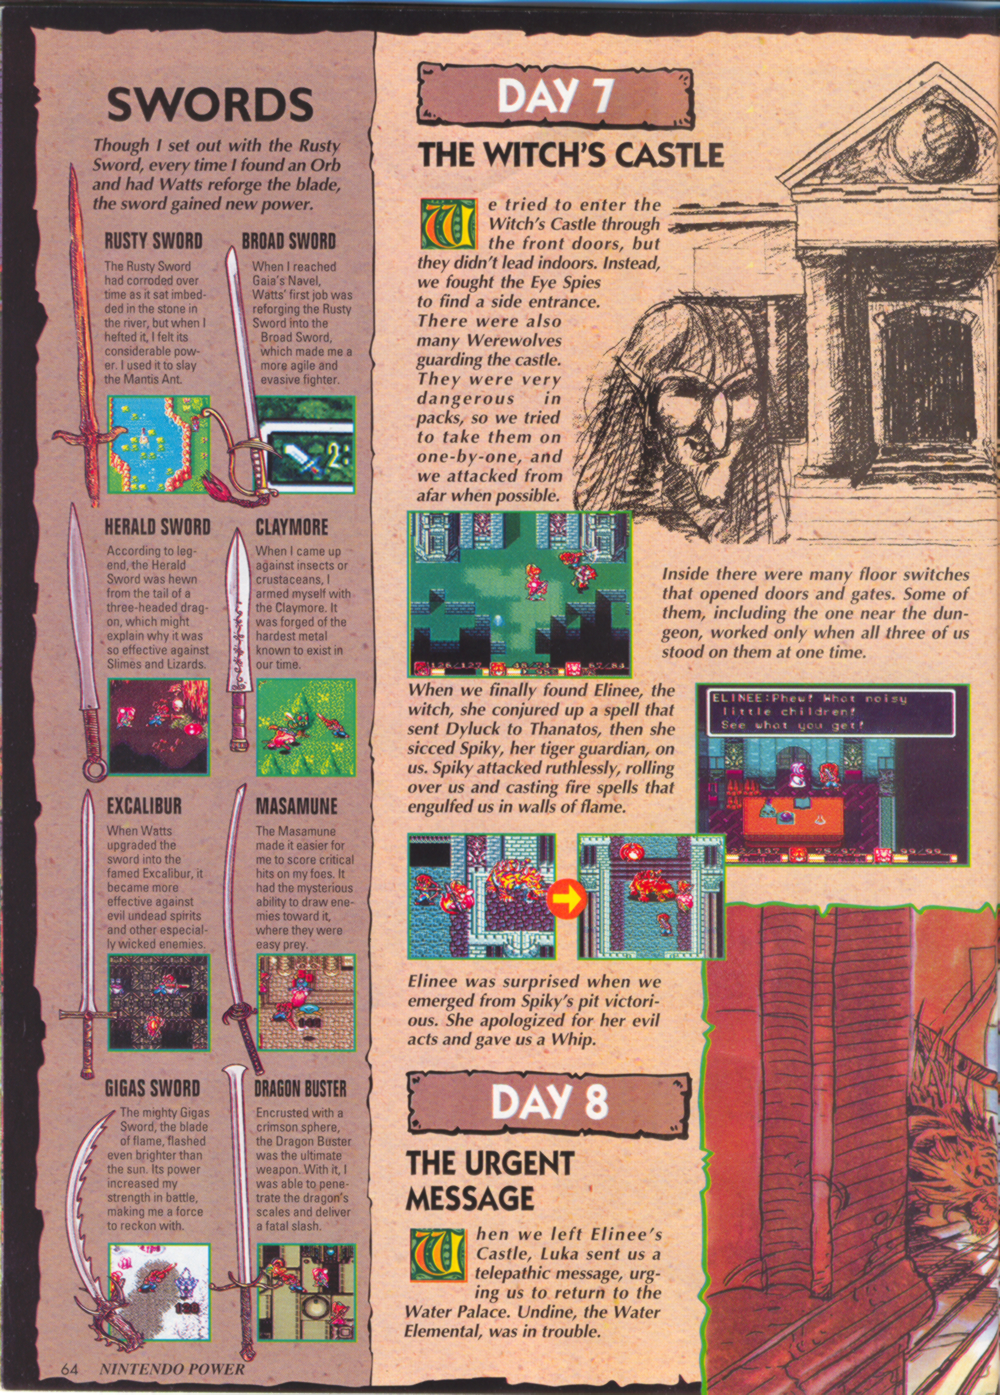 SWORDS
Though I set out with the Rusty
Sword, every time I found an Orb
and had Watts reforge the blade,
the sword gained new power.
RUSTY SWORD
The Rusty Sword
had corroded over
time as it sat imbed-
ded in the stone in
the river, but when I
hefted it, I felt its
considerable pow-
er. I used it to slay
the Mantis Ant.
BROAD SWORD
When I reached
Gaia's Navel,
Watts' first job was
reforging the Rusty
Sword into the
Broad Sword,
which made me a
more agile and
evasive fighter.
2:
HERALD SWORD
According to leg-
end, the Herald
Sword was hewn
from the tail of a
three-headed drag-
on, which might
explain why it was
so effective against
Slimes and Lizards.
CLAYMORE
When I came up
against insects or
crustaceans, I
armed myself with
the Claymore. It
was forged of the
hardest metal
known to exist in
our time.
EXCALIBUR
When Watts
upgraded the
sword into the
famed Excalibur, it
became more
effective against
evil undead spirits
and other especial-
ly wicked enemies.
MASAMUNE
The Masamune
made it easier for
me to score critical
hits on my foes. It
had the mysterious
ability to draw ene-
mies toward it,
where they were
easy prey.
GIGAS SWORD
The mighty Gigas
Sword, the blade
of flame, flashed
even brighter than
the sun. Its power
increased my
strength in battle,
making me a force
to reckon with.
DRAGON BUSTER
Encrusted with a
crimson sphere,
the Dragon Buster
was the ultimate
weapon. With it, I
was able to pene-
trate the dragon's
scales and deliver
a fatal slash.
64 NINTENDO POWER
DAY 7
THE WITCH'S CASTLE
We tried to enter the
Witch's Castle through
the front doors, but
they didn't lead indoors. Instead,
we fought the Eye Spies
to find a side entrance.
There were also
many Werewolves
guarding the castle.
They were very
dangerous in
packs, so we tried
to take them on
one-by-one, and
we attacked from
afar when possible.
Inside there were many floor switches
that opened doors and gates. Some of
them, including the one near the dun-
geon, worked only when all three of us
stood on them at one time.
When we finally found Elinee, the
witch, she conjured up a spell that
sent Dyluck to Thanatos, then she
sicced Spiky, her tiger guardian, on
us. Spiky attacked ruthlessly, rolling
over us and casting fire spells that
engulfed us in walls of flame.
ELINEE:Phew! What noisy
little children!
See what you get!
Elinee was surprised when we
emerged from Spiky's pit victori-
ous. She apologized for her evil
acts and gave us a Whip.
DAY 8
THE URGENT
MESSAGE
When we left Elinee's
Castle, Luka sent us a
telepathic message, urg-
ing us to return to the
Water Palace. Undine, the Water
Elemental, was in trouble.